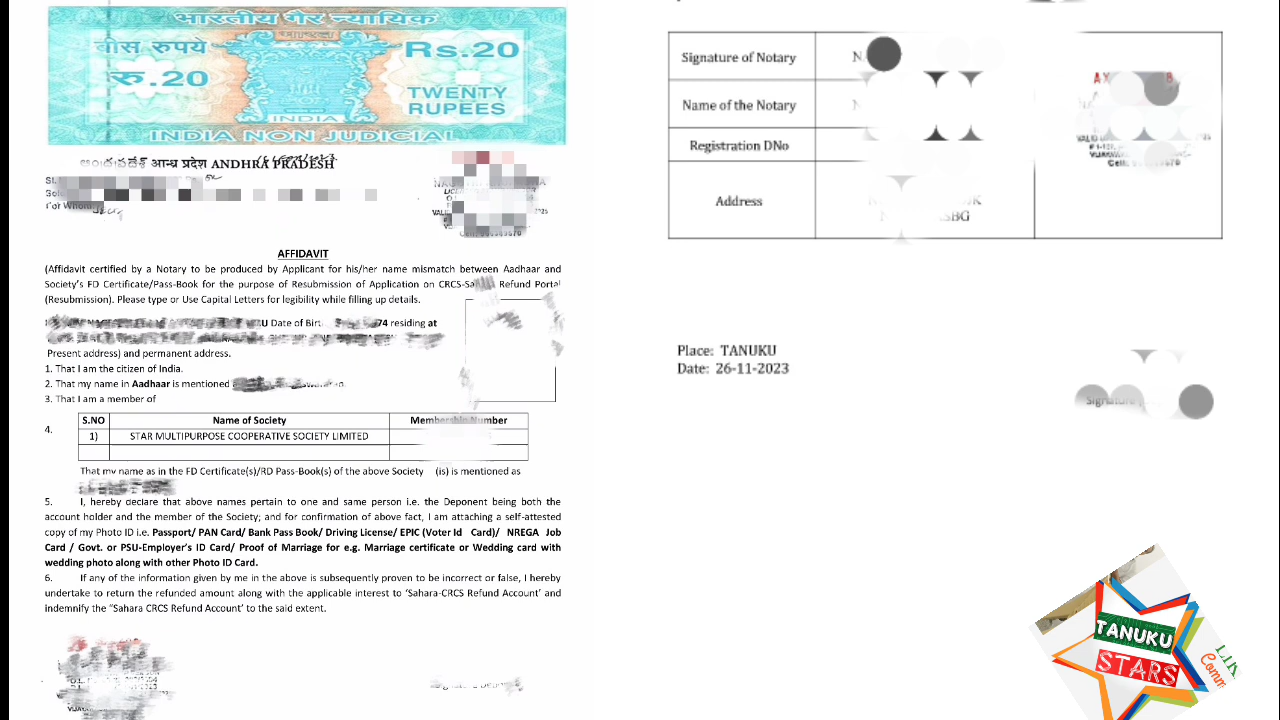 भारतीय गैर न्यायिक
बीस रुपये
भारत
Rs.20
रु.20
TWENTY
RUPEES
INDIA
INDIA NON JUDICIAL
आन्ध्र प्रदेश ANDHRA PRADESH
For Whom
AFFIDAVIT
(Affidavit certified by a Notary to be produced by Applicant for his/her name mismatch between Aadhaar and
Society's FD Certificate/Pass-Book for the purpose of Resubmission of Application on CRCS-Sahara Refund Portal
(Resubmission). Please type or Use Capital Letters for legibility while filling up details.
U Date of Birt 74 residing at
Present address) and permanent address.
1. That I am the citizen of India.
2. That my name in Aadhaar is mentioned
3. That I am a member of
4.
S.NO Name of Society Membership Number
1) STAR MULTIPURPOSE COOPERATIVE SOCIETY LIMITED
That my name as in the FD Certificate(s)/RD Pass-Book(s) of the above Society (is) is mentioned as
5. I, hereby declare that above names pertain to one and same person i.e. the Deponent being both the
account holder and the member of the Society; and for confirmation of above fact, I am attaching a self-attested
copy of my Photo ID i.e. Passport/ PAN Card/ Bank Pass Book/ Driving License/ EPIC (Voter Id Card)/ NREGA Job
Card / Govt. or PSU-Employer's ID Card/ Proof of Marriage for e.g. Marriage certificate or Wedding card with
wedding photo along with other Photo ID Card.
6. If any of the information given by me in the above is subsequently proven to be incorrect or false, I hereby
undertake to return the refunded amount along with the applicable interest to 'Sahara-CRCS Refund Account' and
indemnify the "Sahara CRCS Refund Account' to the said extent.
Signature of Notary
Name of the Notary
Registration DNo
Address
SBG
Place: TANUKU
Date: 26-11-2023
Signature
TANUKU
STARS